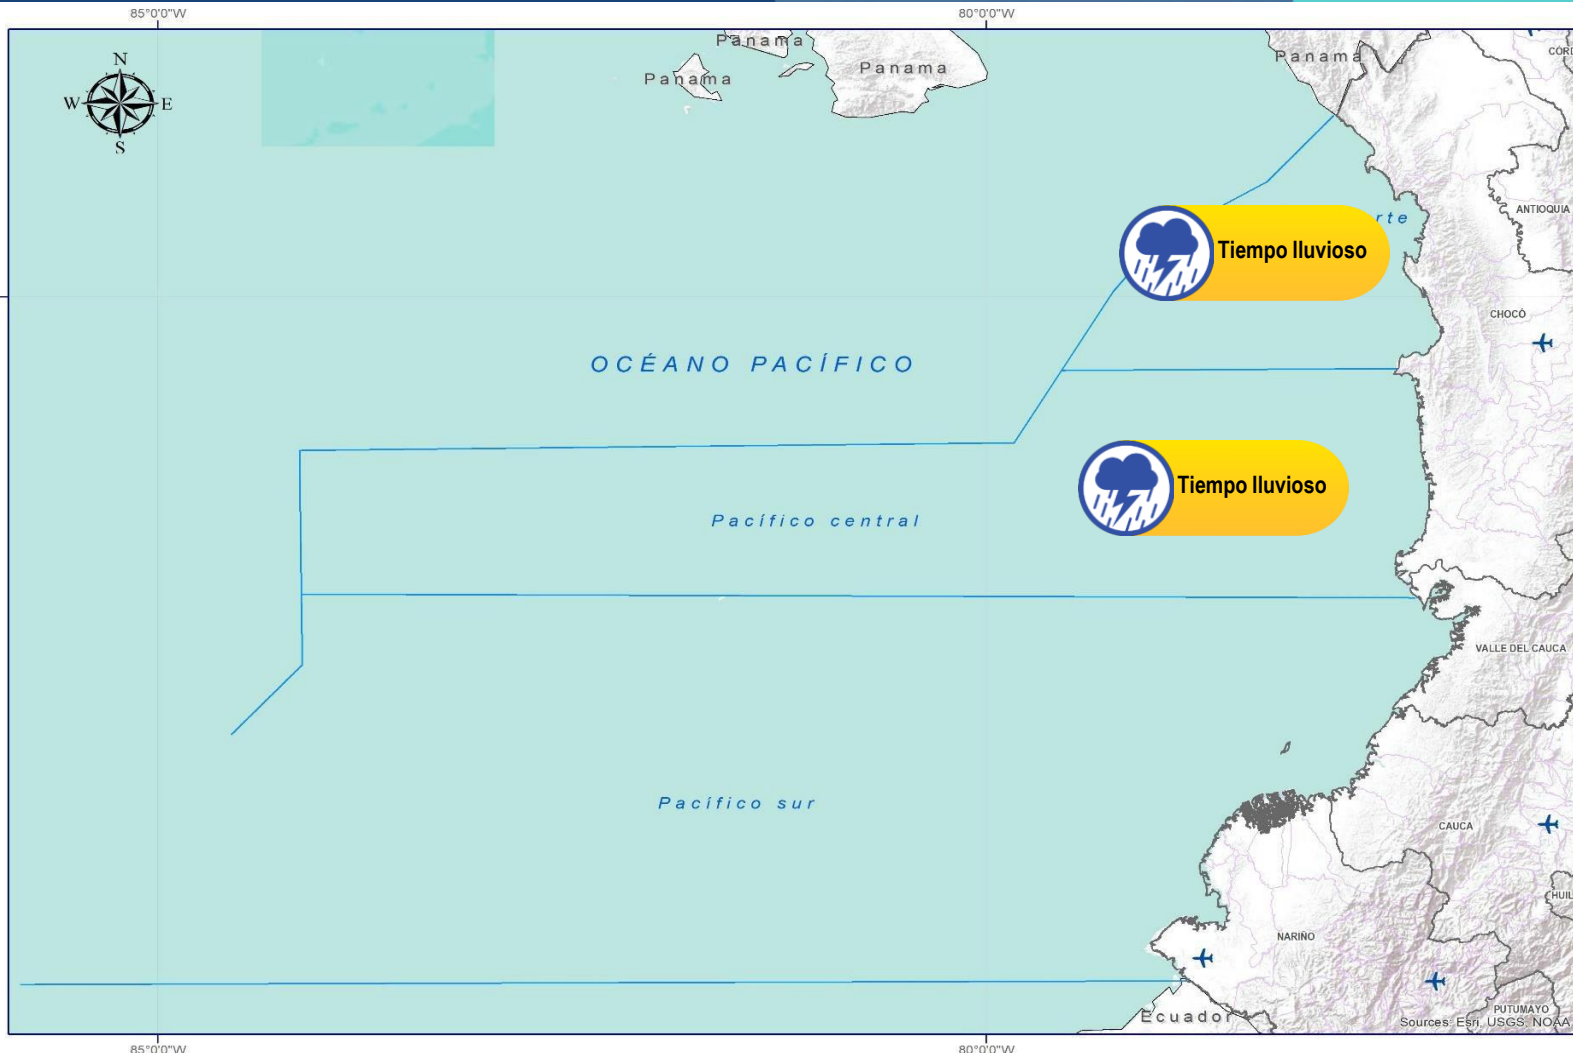 85°0'0"W
80°0'0"W
N
W
E
S
Panama
Panama
Panama
Panama
ANTIOQUIA
rte
Tiempo lluvioso
CHOCÓ
OCÉANO PACÍFICO
Tiempo lluvioso
Pacífico central
VALLE DEL CAUCA
Pacífico sur
CAUCA
HUIL
NARIÑO
PUTUMAYO
Ecuador
Sources: Esri, USGS, NOAA
85°0'0"W
80°0'0"W